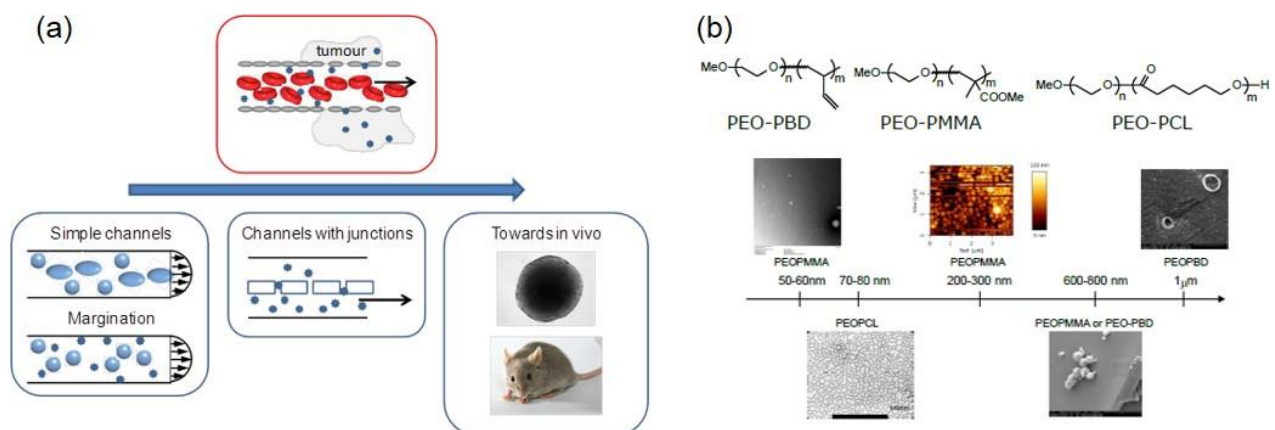 (a)
tumour
Simple channels
Margination
Channels with junctions
Towards in vivo
(b)
MeO O n m
PEO-PBD
MeO O n m COOMe
PEO-PMMA
MeO O n O O m H
PEO-PCL
PEOPMMA
PEOPMMA
PEOPBD
50-60nm 70-80 nm 200-300 nm 600-800 nm 1μm
PEOPCL
PEOPMMA or PEO-PBD